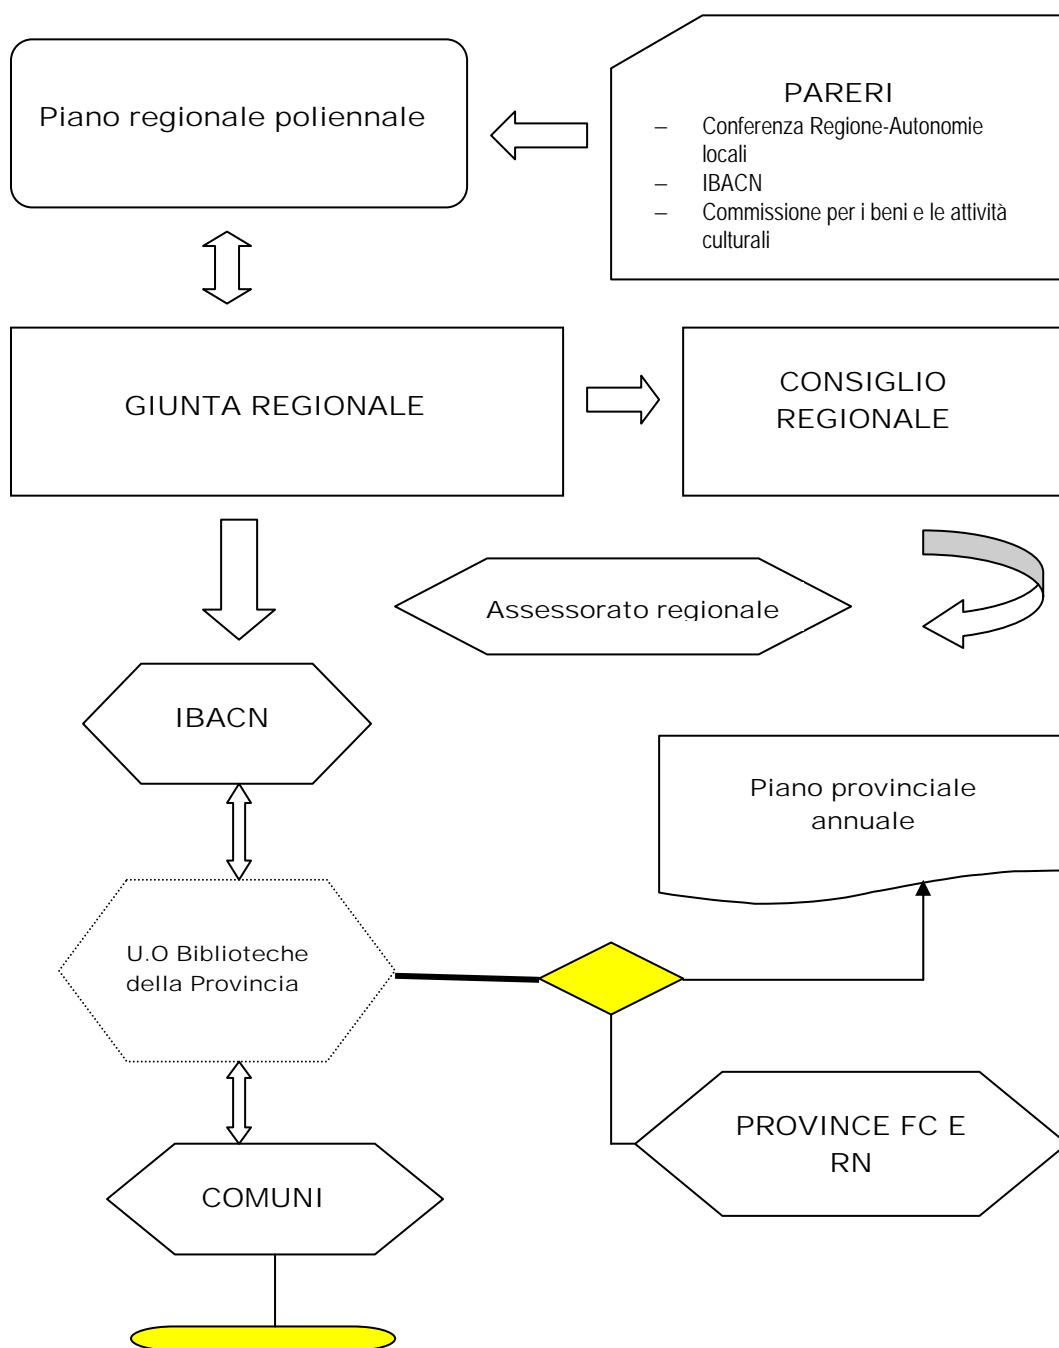 Piano regionale poliennale
PARERI
– Conferenza Regione-Autonomie
locali
– IBACN
– Commissione per i beni e le attività
culturali
GIUNTA REGIONALE
CONSIGLIO
REGIONALE
Assessorato regionale
IBACN
Piano provinciale
annuale
U.O Biblioteche
della Provincia
PROVINCE FC E
RN
COMUNI